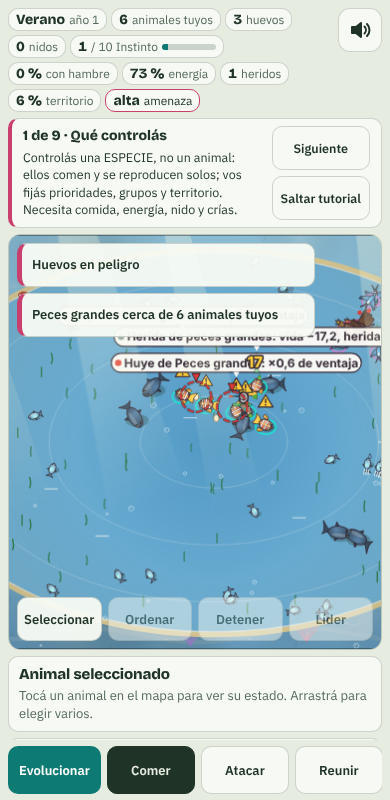 Verano año 1
6 animales tuyos
3 huevos
0 nidos
1 / 10 Instinto
0 % con hambre
73 % energía
1 heridos
6 % territorio
alta amenaza
1 de 9 · Qué controlás
Controlás una ESPECIE, no un animal:
ellos comen y se reproducen solos; vos
fijás prioridades, grupos y territorio.
Necesita comida, energía, nido y crías.
Siguiente
Saltar tutorial
Huevos en peligro
Peces grandes cerca de 6 animales tuyos
Herida de peces grandes: vida −17,2, herida
Huye de Peces grand 17: ×0,6 de ventaja
Seleccionar
Ordenar
Detener
Líder
Animal seleccionado
Tocá un animal en el mapa para ver su estado. Arrastrá para
elegir varios.
Evolucionar
Comer
Atacar
Reunir